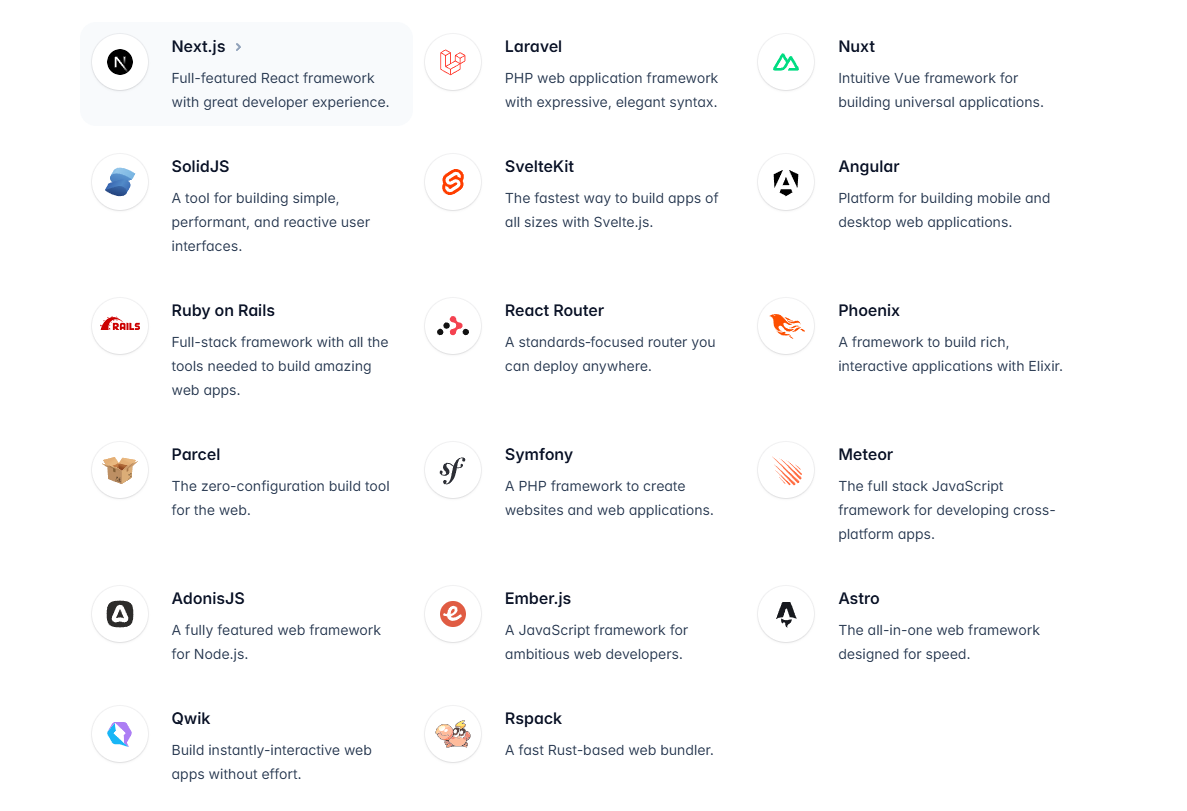 Next.js
Full-featured React framework
with great developer experience.
Laravel
PHP web application framework
with expressive, elegant syntax.
Nuxt
Intuitive Vue framework for
building universal applications.
SolidJS
A tool for building simple,
performant, and reactive user
interfaces.
SvelteKit
The fastest way to build apps of
all sizes with Svelte.js.
Angular
Platform for building mobile and
desktop web applications.
RAILS
Ruby on Rails
Full-stack framework with all the
tools needed to build amazing
web apps.
React Router
A standards-focused router you
can deploy anywhere.
Phoenix
A framework to build rich,
interactive applications with Elixir.
Parcel
The zero-configuration build tool
for the web.
sf
Symfony
A PHP framework to create
websites and web applications.
Meteor
The full stack JavaScript
framework for developing cross-
platform apps.
AdonisJS
A fully featured web framework
for Node.js.
Ember.js
A JavaScript framework for
ambitious web developers.
Astro
The all-in-one web framework
designed for speed.
Qwik
Build instantly-interactive web
apps without effort.
Rspack
A fast Rust-based web bundler.